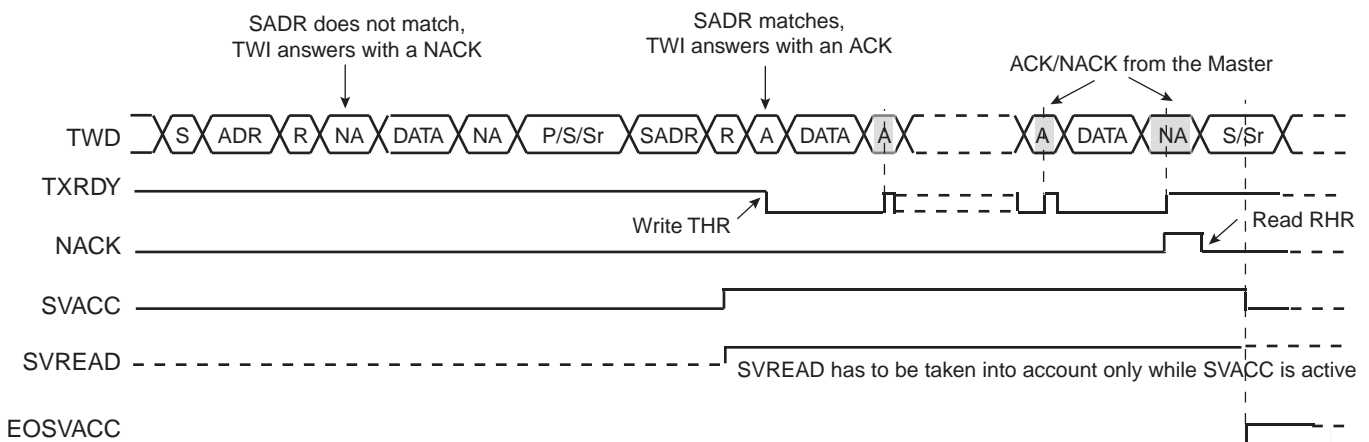 SADR does not match,
TWI answers with a NACK
SADR matches,
TWI answers with an ACK
ACK/NACK from the Master
TWD S ADR R NA DATA NA P/S/Sr SADR R A DATA A A DATA NA S/Sr
TXRDY
Write THR
Read RHR
NACK
SVACC
SVREAD
SVREAD has to be taken into account only while SVACC is active
EOSVACC